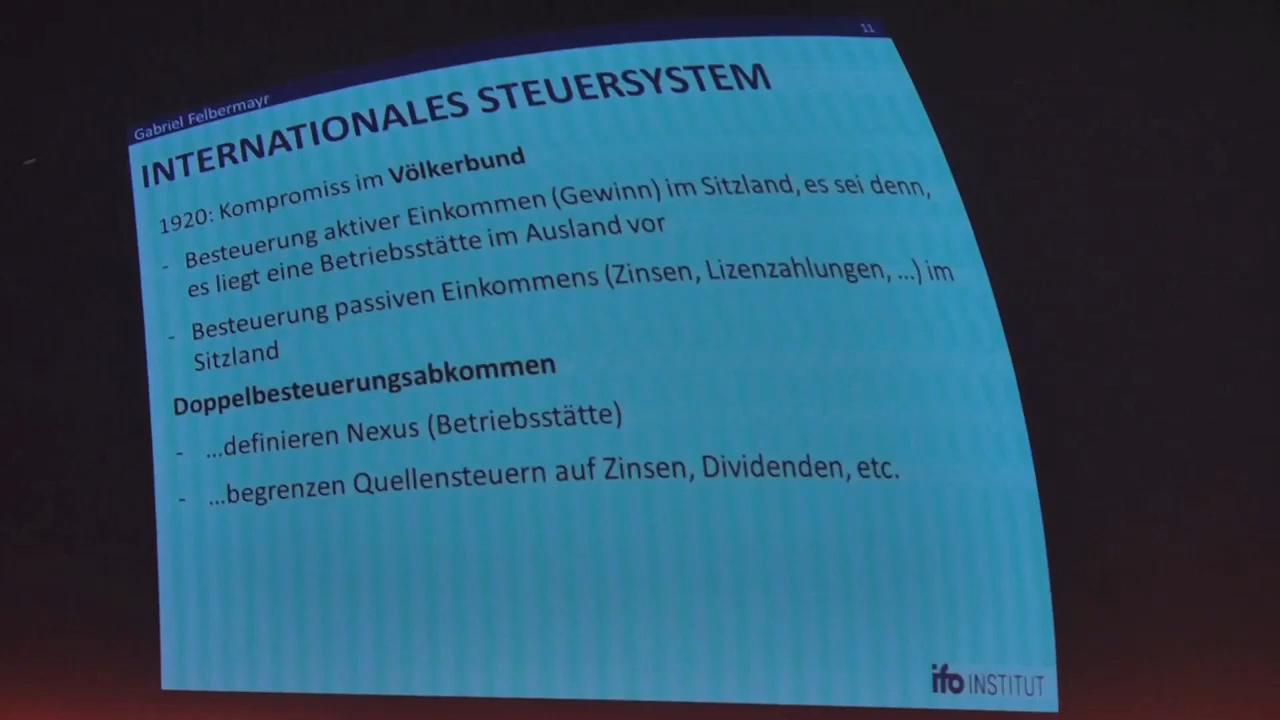 11
Gabriel Felbermayr
INTERNATIONALES STEUERSYSTEM
1920: Kompromiss im Völkerbund
- Besteuerung aktiver Einkommen (Gewinn) im Sitzland, es sei denn,
es liegt eine Betriebsstätte im Ausland vor
- Besteuerung passiven Einkommens (Zinsen, Lizenzahlungen, ...) im
Sitzland
Doppelbesteuerungsabkommen
- ...definieren Nexus (Betriebsstätte)
- ...begrenzen Quellensteuern auf Zinsen, Dividenden, etc.
ifo INSTITUT